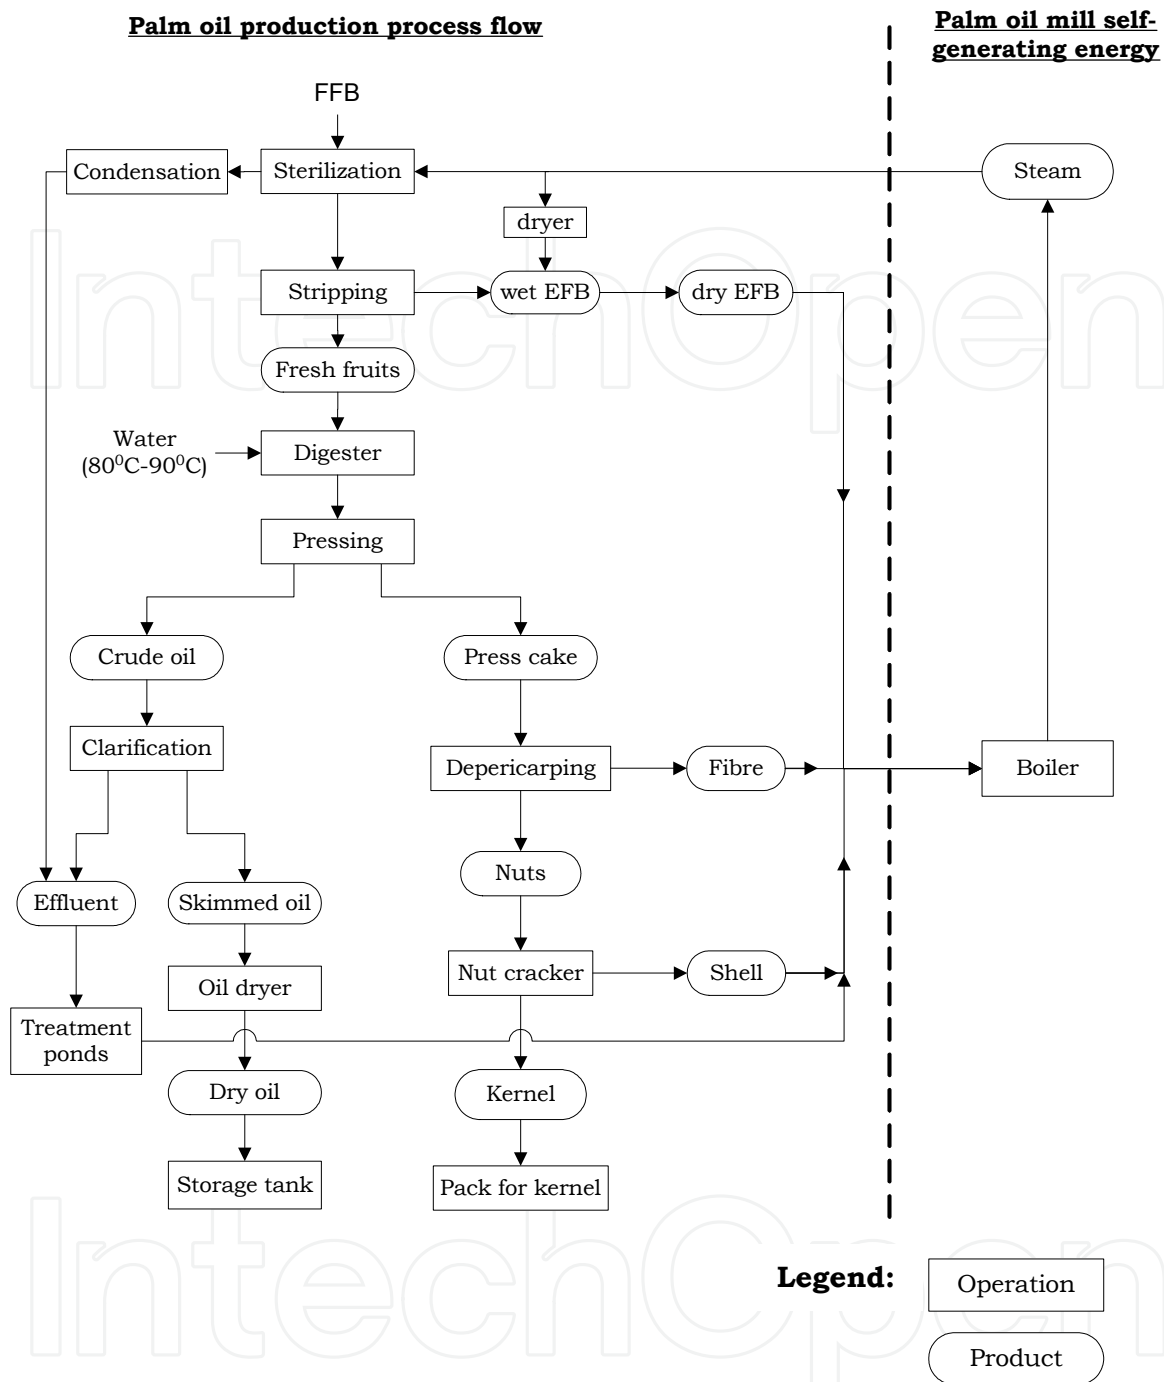 Palm oil production process flow
Palm oil mill self-
generating energy
FFB
Condensation
Sterilization
Steam
dryer
Stripping
wet EFB
dry EFB
Fresh fruits
Water
(80⁰C-90⁰C)
Digester
Pressing
Crude oil
Press cake
Clarification
Depericarping
Fibre
Boiler
Nuts
Effluent
Skimmed oil
Nut cracker
Shell
Oil dryer
Treatment
ponds
Dry oil
Kernel
Storage tank
Pack for kernel
Legend:
Operation
Product
IntechOpen
IntechOpen